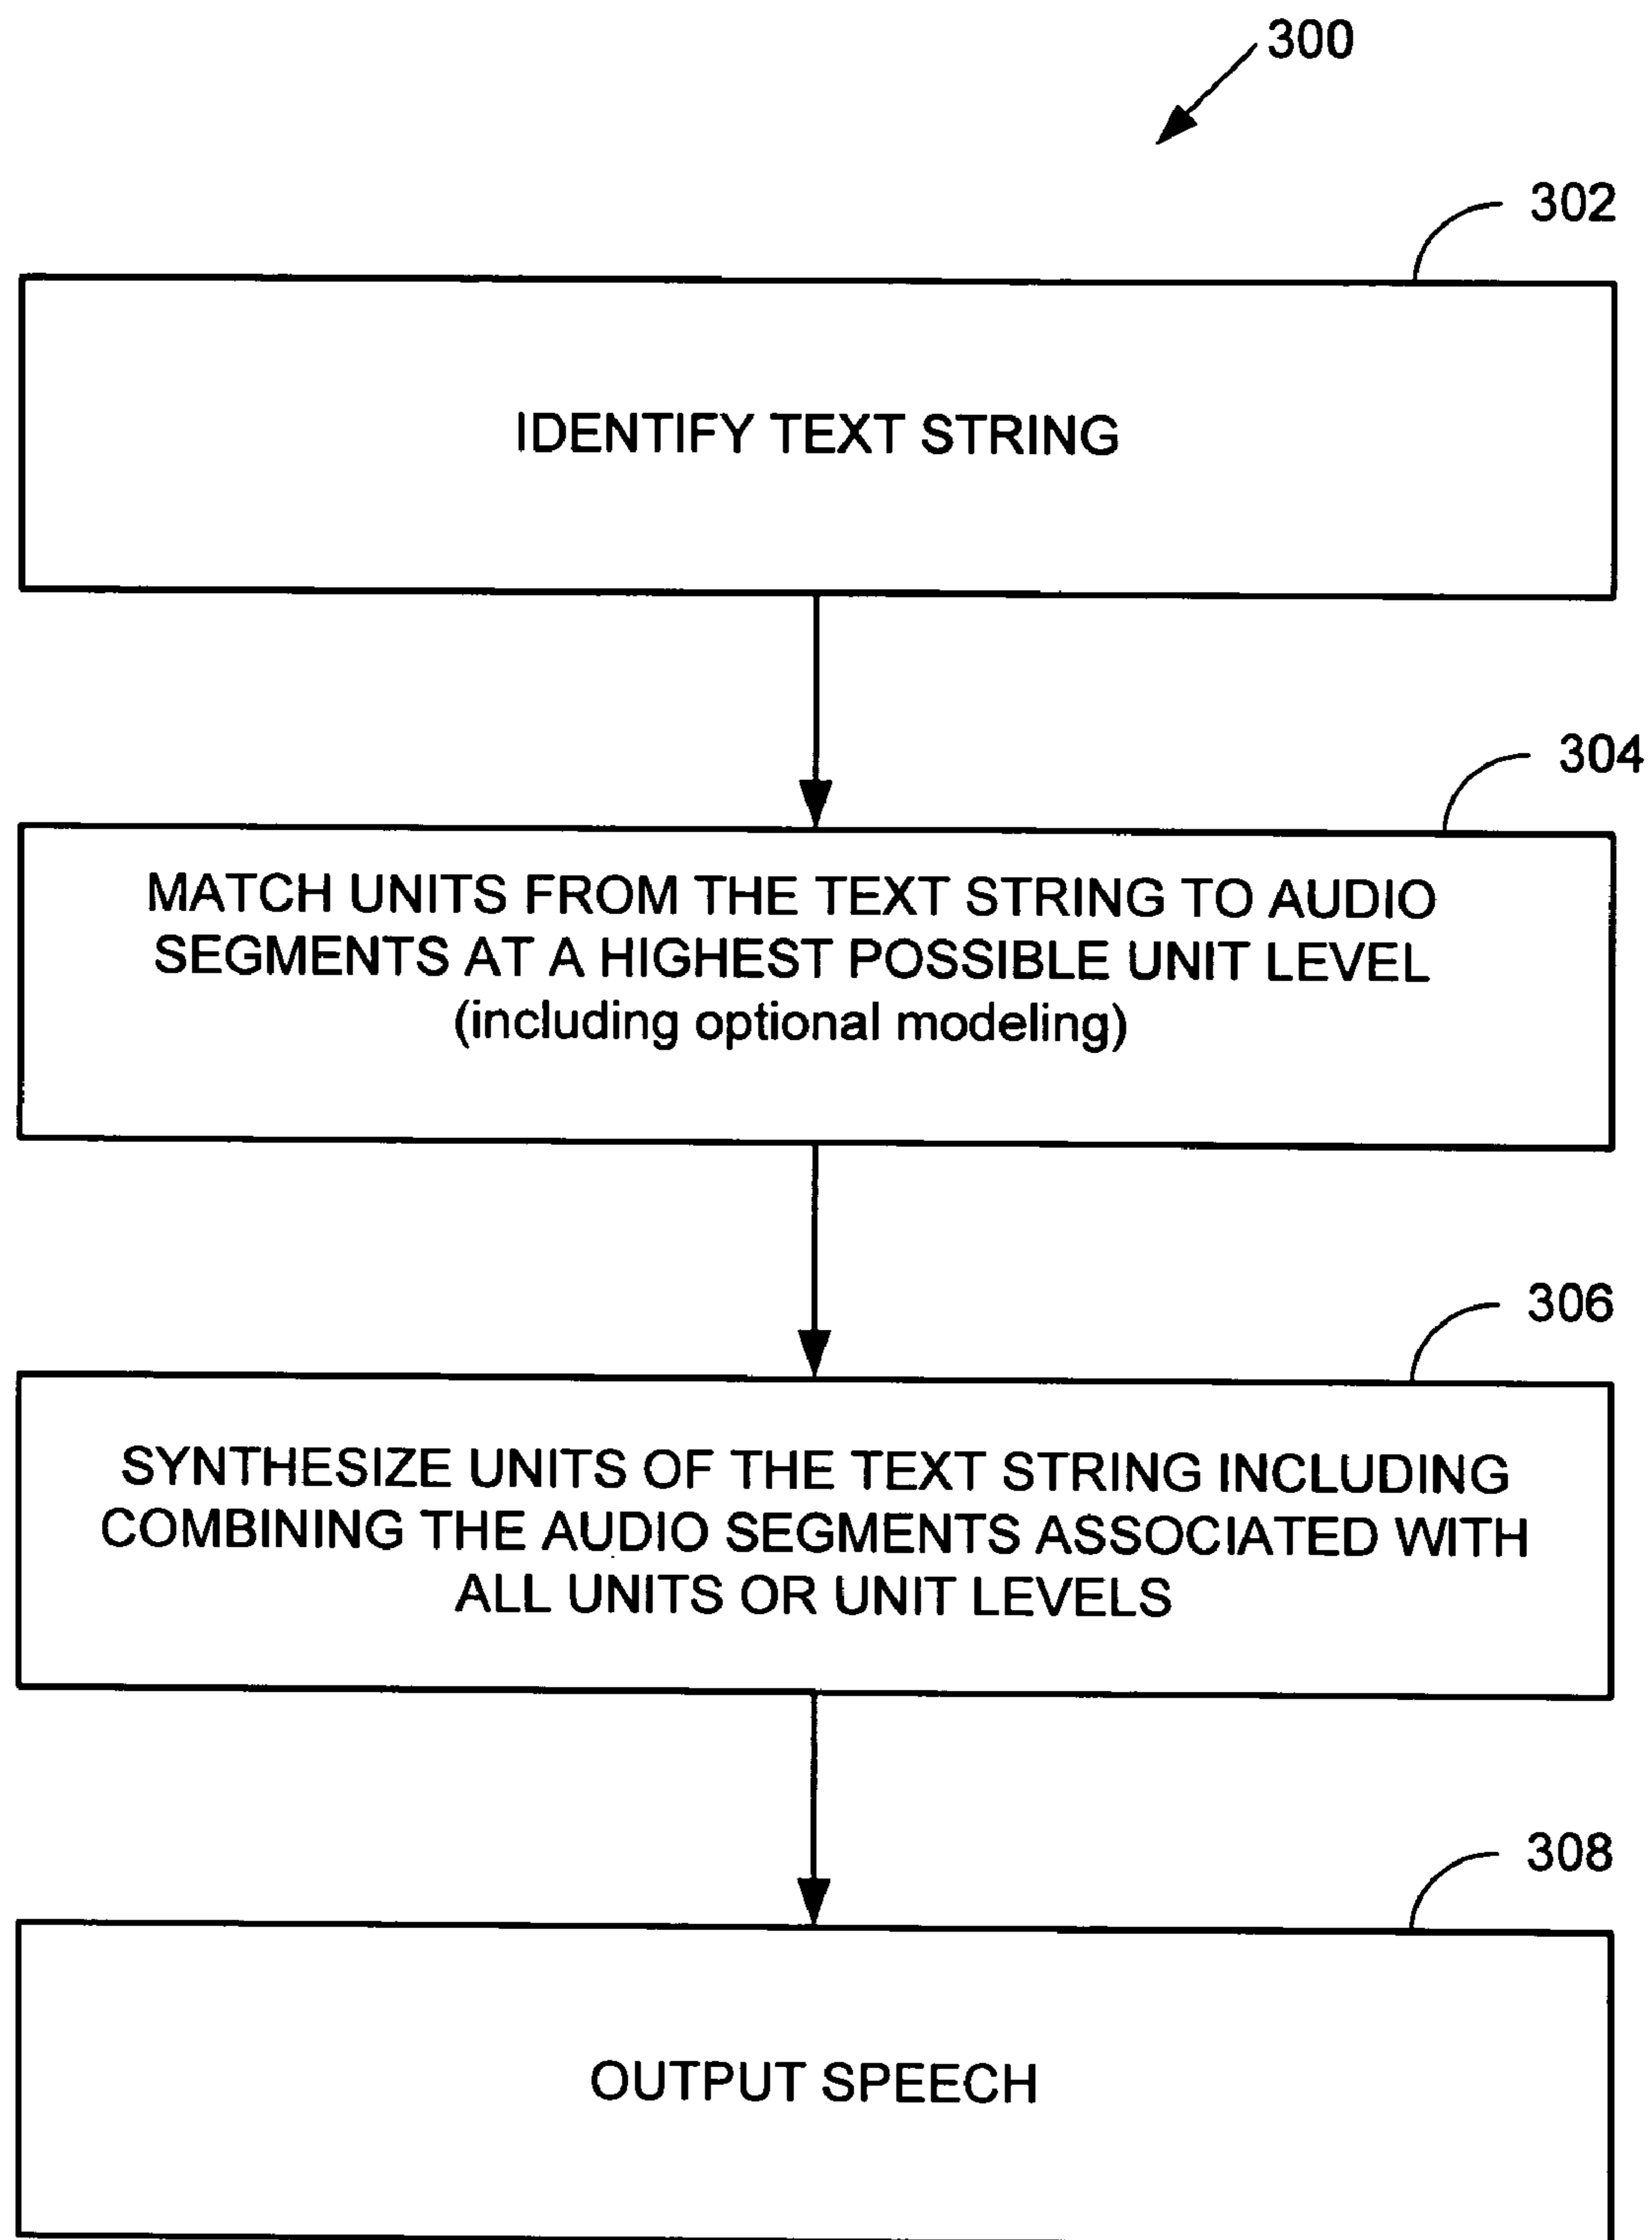 300
302
IDENTIFY TEXT STRING
304
MATCH UNITS FROM THE TEXT STRING TO AUDIO
SEGMENTS AT A HIGHEST POSSIBLE UNIT LEVEL
(including optional modeling)
306
SYNTHESIZE UNITS OF THE TEXT STRING INCLUDING
COMBINING THE AUDIO SEGMENTS ASSOCIATED WITH
ALL UNITS OR UNIT LEVELS
308
OUTPUT SPEECH